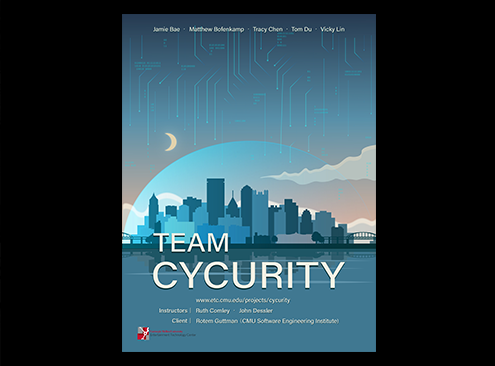 Jamie Bae · Matthew Bofenkamp · Tracy Chen · Tom Du · Vicky Lin
TEAM
CYCURITY
www.etc.cmu.edu/projects/cycurity
Instructors | Ruth Comley · John Dessler
Client | Rotem Guttman (CMU Software Engineering Institute)